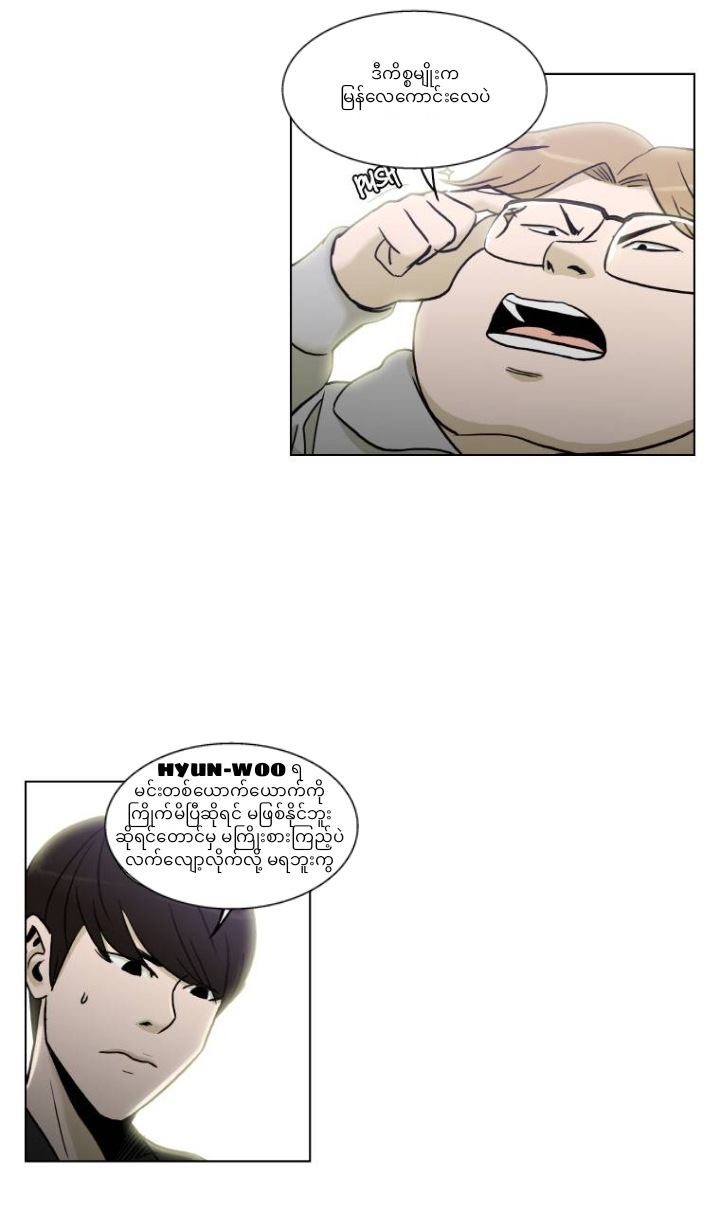 ဒီကိစ္စမျိုးက
မြန်လေကောင်းလေပဲ
PUSH
HYUN-WOO ရ
မင်းတစ်ယောက်ယောက်ကို
ကြိုက်မိပြီဆိုရင် မဖြစ်နိုင်ဘူး
ဆိုရင်တောင်မှ မကြိုးစားကြည့်ပဲ
လက်လျော့လိုက်လို့ မရဘူးကွ